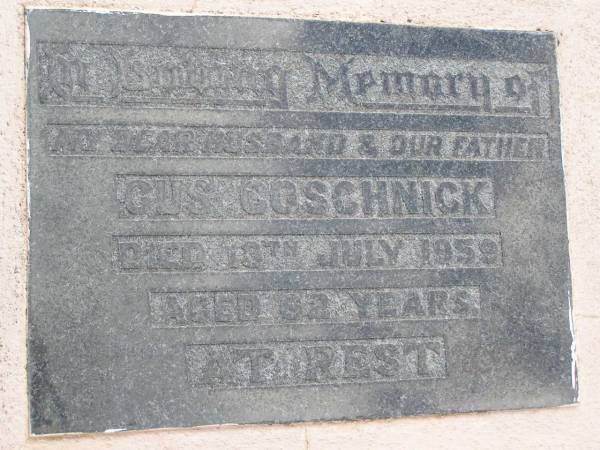 In Loving Memory of
MY DEAR HUSBAND & OUR FATHER
GUS GOSCHNICK
DIED 13TH JULY 1959
AGED 62 YEARS
AT REST